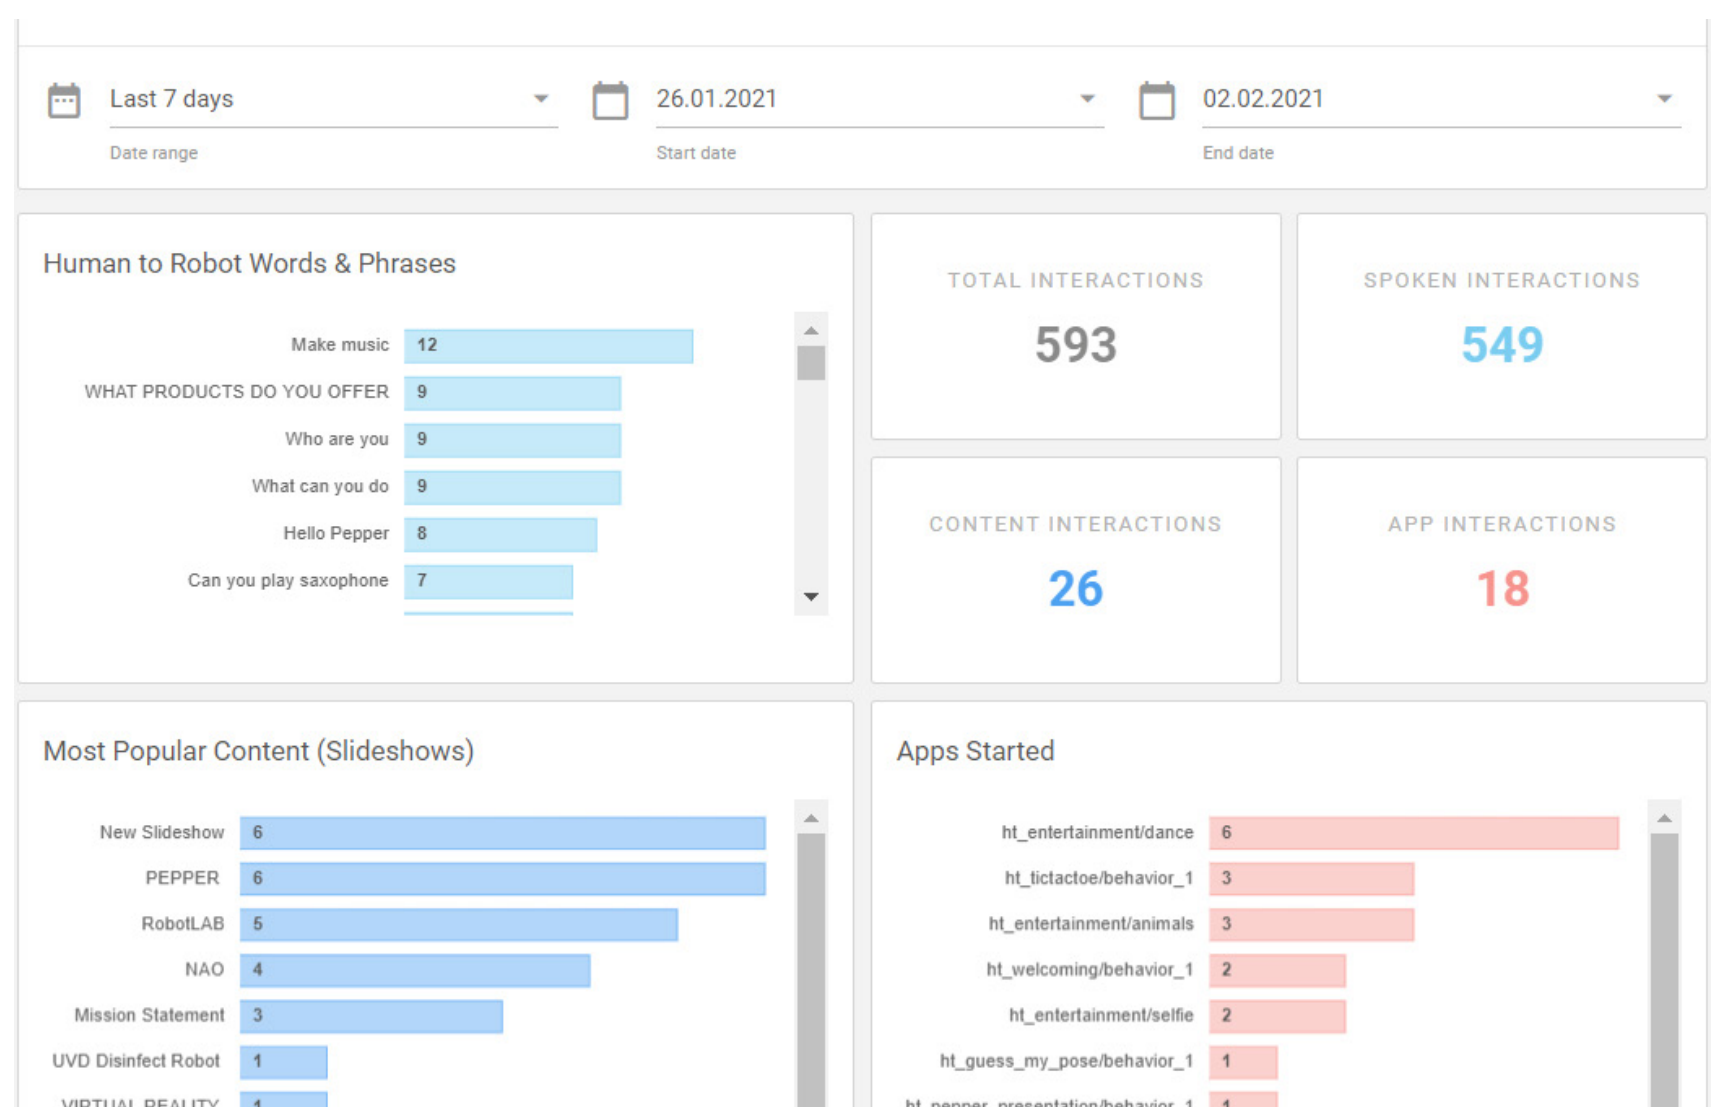 Last 7 days
26.01.2021
02.02.2021
Date range
Start date
End date
Human to Robot Words & Phrases
Make music 12
WHAT PRODUCTS DO YOU OFFER 9
Who are you 9
What can you do 9
Hello Pepper 8
Can you play saxophone 7
TOTAL INTERACTIONS
593
SPOKEN INTERACTIONS
549
CONTENT INTERACTIONS
26
APP INTERACTIONS
18
Most Popular Content (Slideshows)
New Slideshow 6
PEPPER 6
RobotLAB 5
NAO 4
Mission Statement 3
UVD Disinfect Robot 1
VIRTUAL REALITY 1
Apps Started
ht_entertainment/dance 6
ht_tictactoe/behavior_1 3
ht_entertainment/animals 3
ht_welcoming/behavior_1 2
ht_entertainment/selfie 2
ht_guess_my_pose/behavior_1 1
ht_pepper_presentation/behavior_1 1